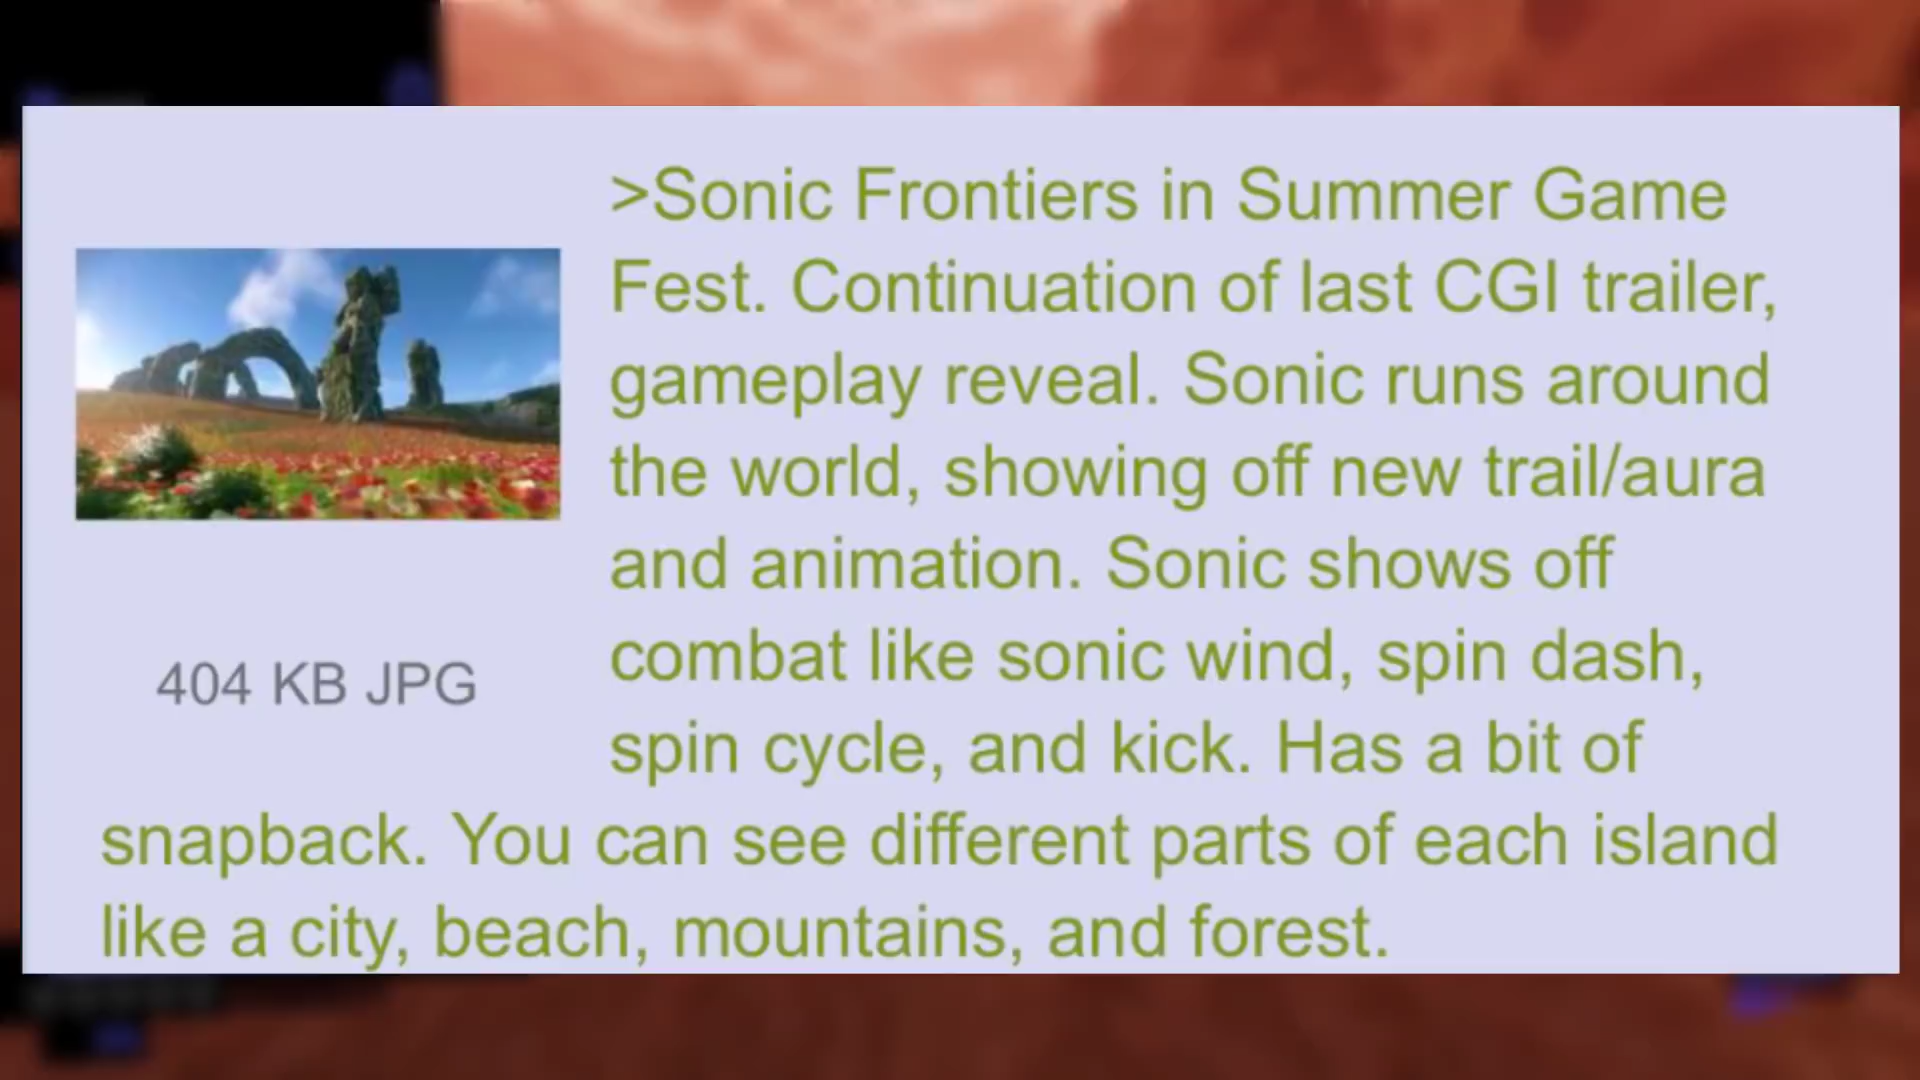 >Sonic Frontiers in Summer Game
Fest. Continuation of last CGI trailer,
gameplay reveal. Sonic runs around
the world, showing off new trail/aura
and animation. Sonic shows off
combat like sonic wind, spin dash,
404 KB JPG
spin cycle, and kick. Has a bit of
snapback. You can see different parts of each island
like a city, beach, mountains, and forest.